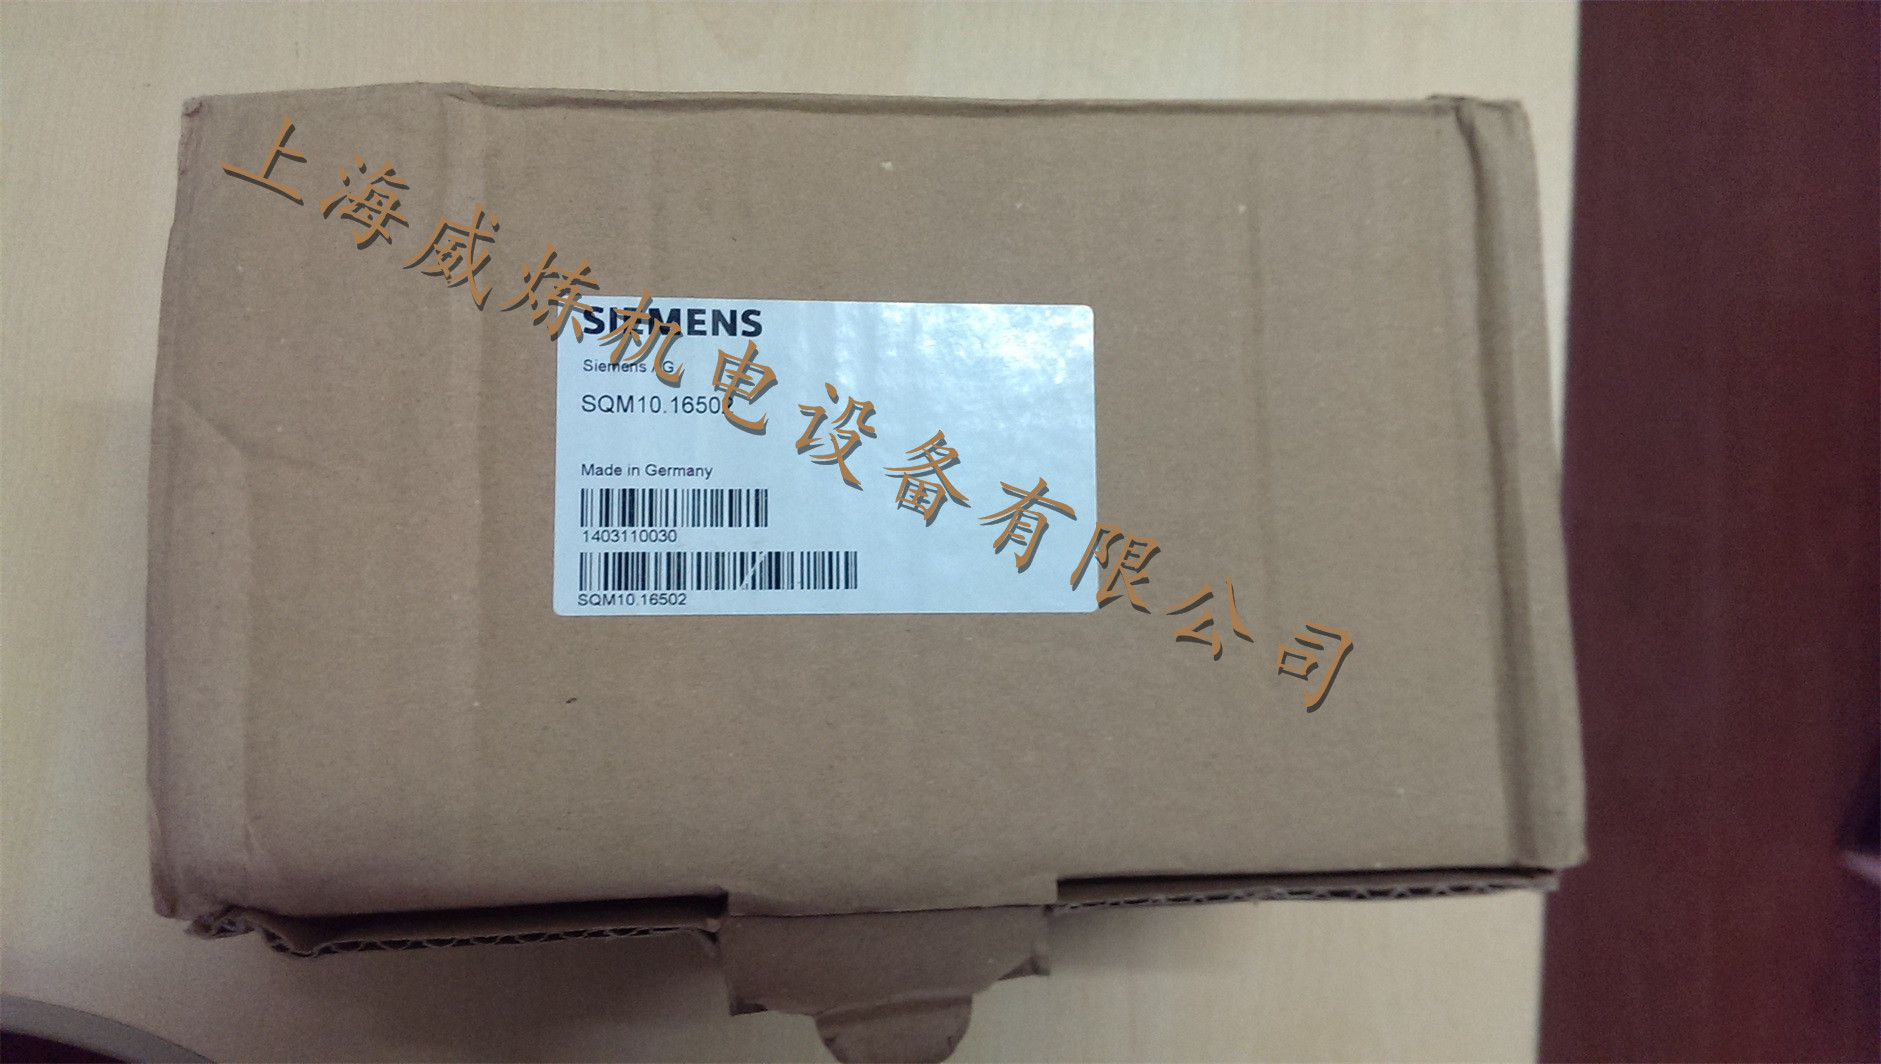 上海威炼机电设备有限公司
SIEMENS
Siemens AG
SQM10.16502
Made in Germany
1403110030
SQM10.16502